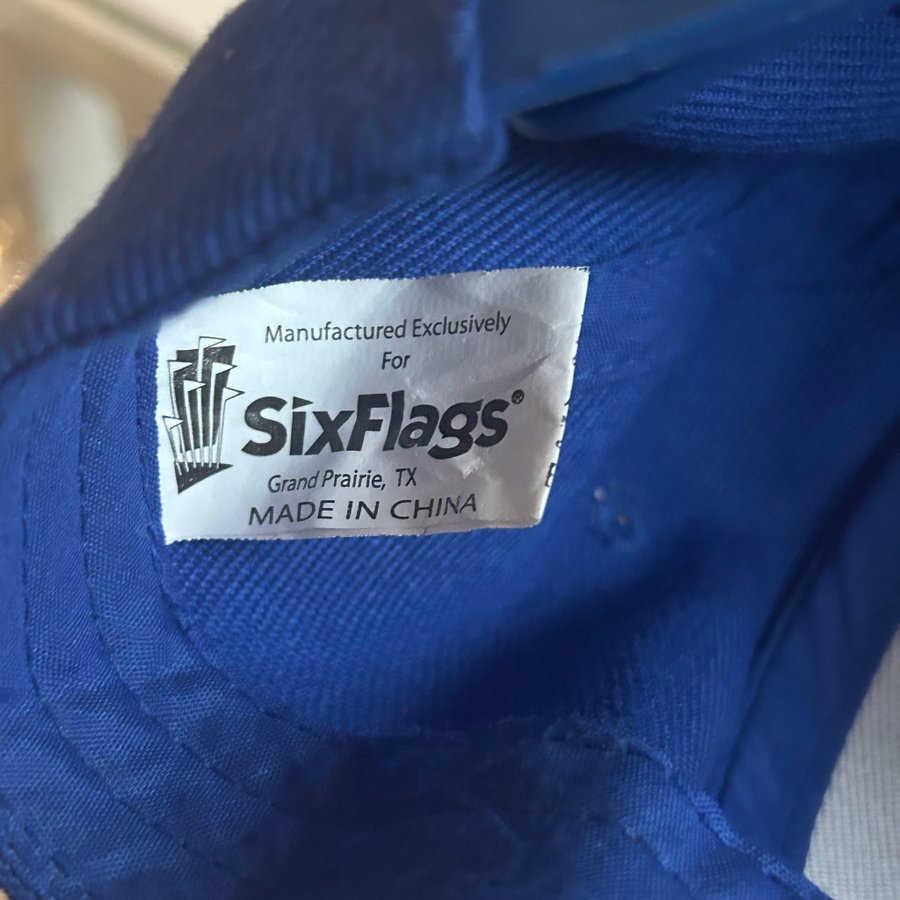 Manufactured Exclusively
For
SixFlags®
Grand Prairie, TX
MADE IN CHINA